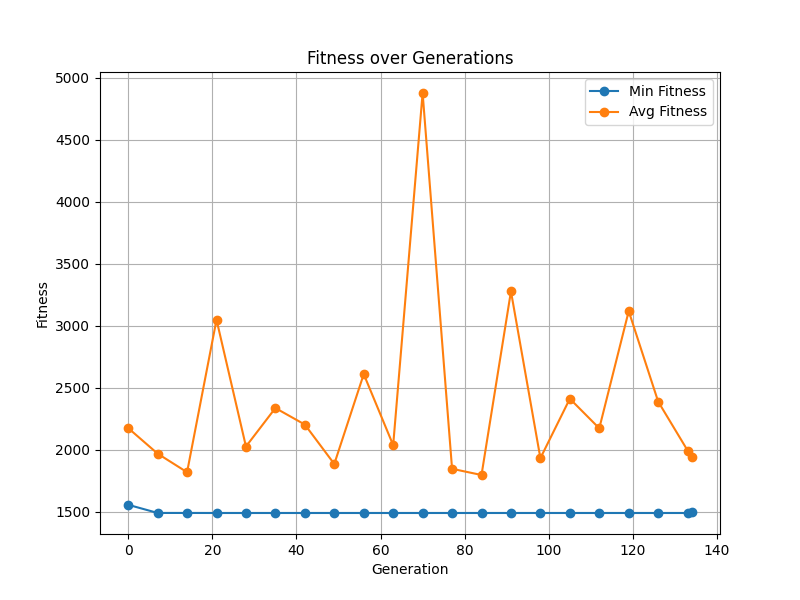 Fitness over Generations
Min Fitness
Avg Fitness
5000
4500
4000
3500
3000
2500
2000
1500
Fitness
0 20 40 60 80 100 120 140
Generation